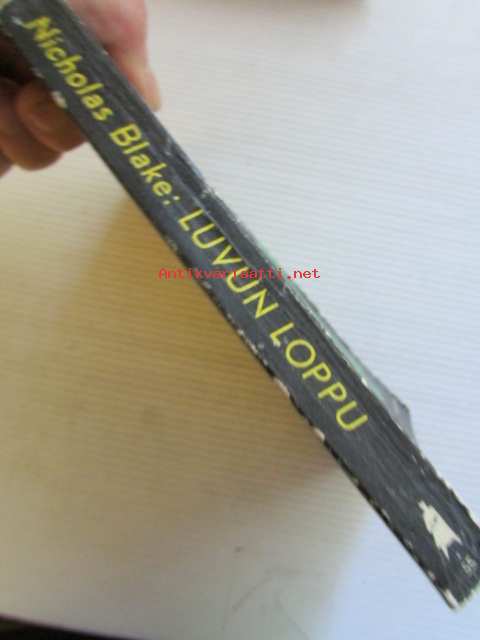 Nicholas Blake: LUVUN LOPPU
Antikvariaatti.net